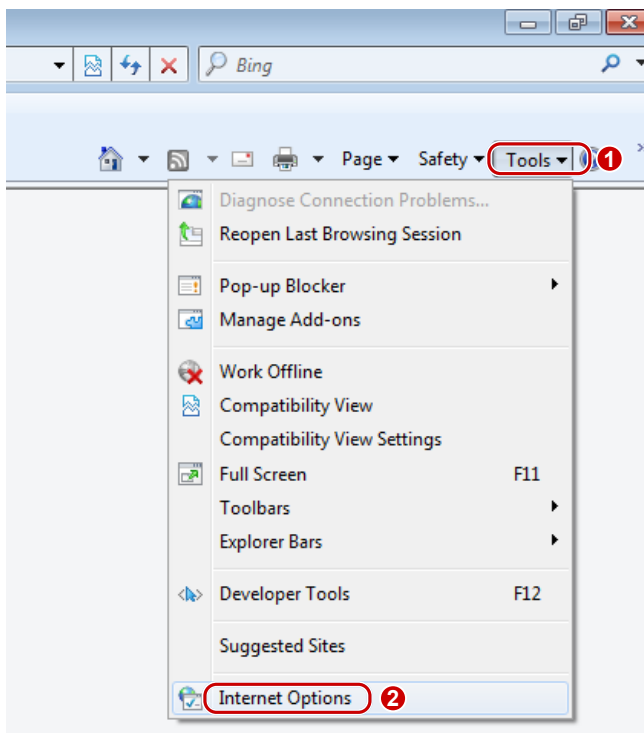 Bing
Page Safety Tools 1
Diagnose Connection Problems...
Reopen Last Browsing Session
Pop-up Blocker
Manage Add-ons
Work Offline
Compatibility View
Compatibility View Settings
Full Screen F11
Toolbars
Explorer Bars
Developer Tools F12
Suggested Sites
Internet Options 2